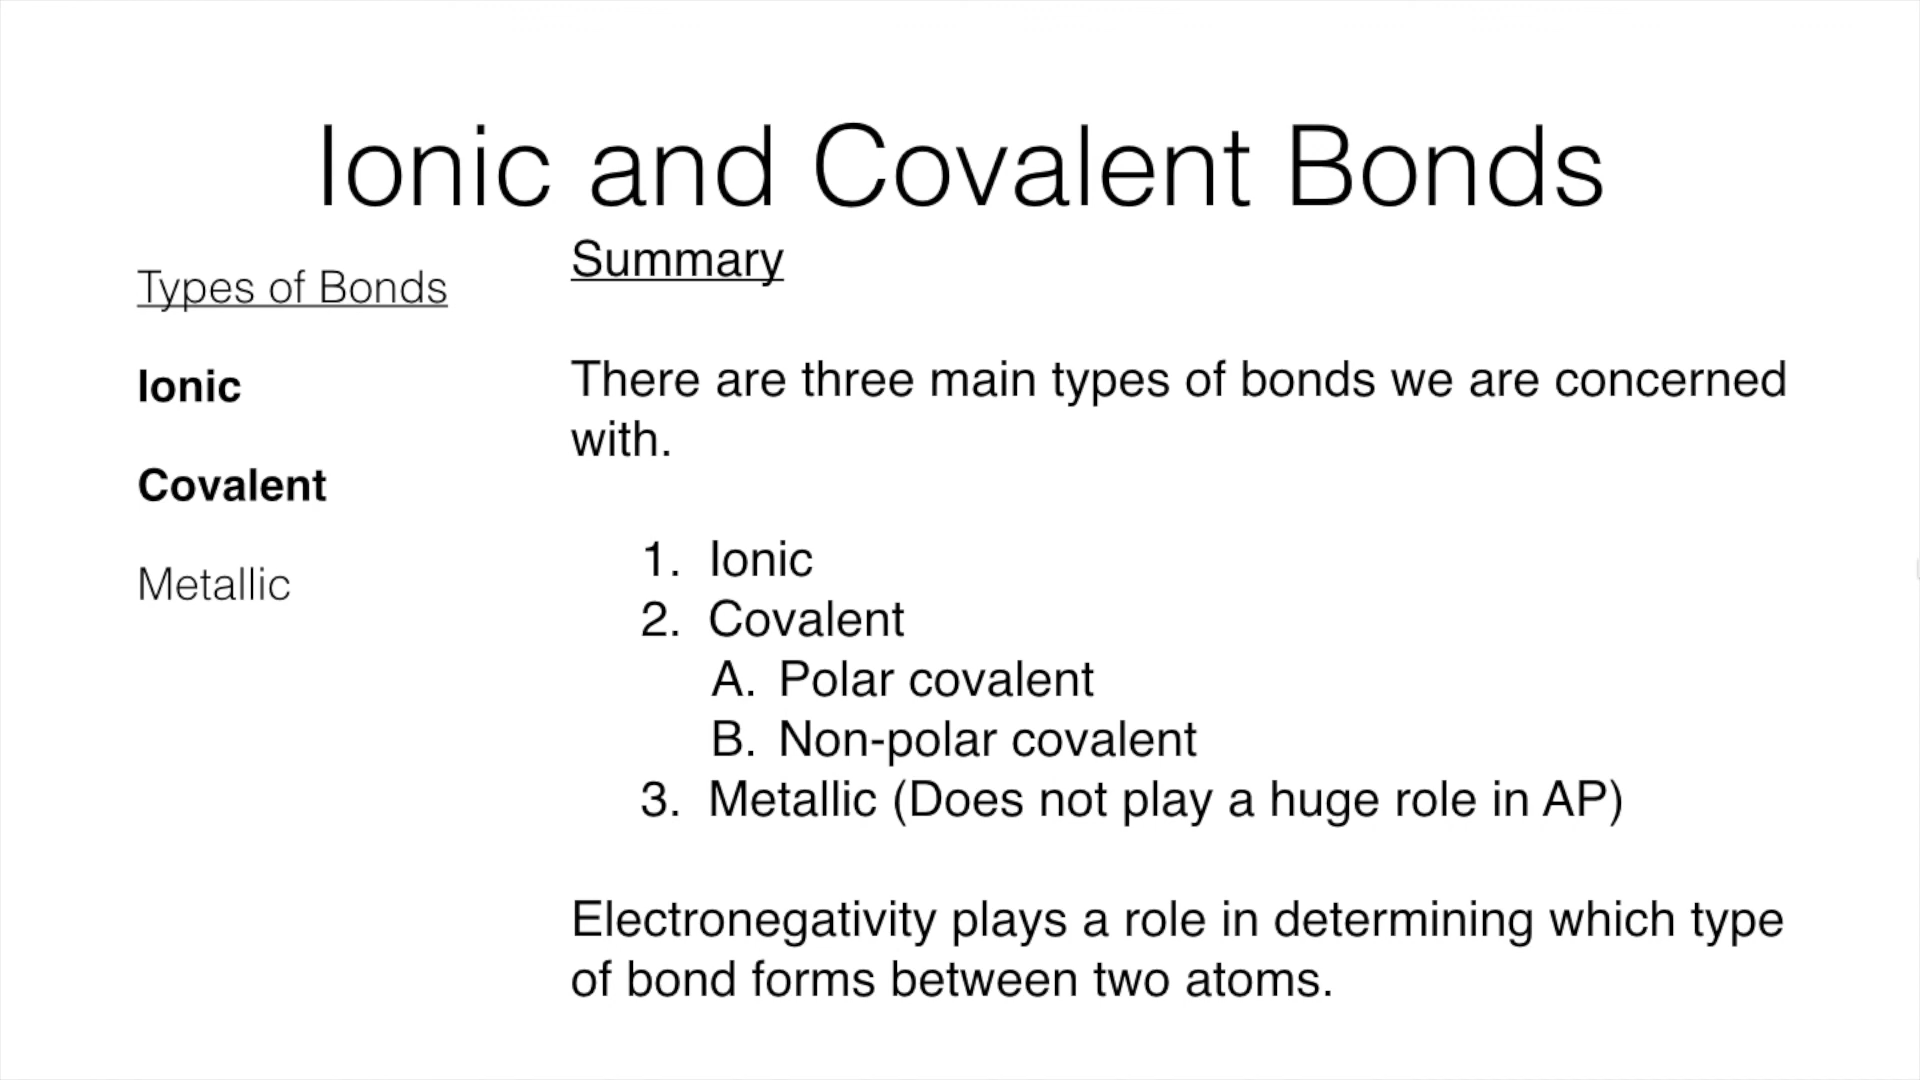 Ionic and Covalent Bonds
Types of Bonds
Ionic
Covalent
Metallic
Summary
There are three main types of bonds we are concerned
with.
1. Ionic
2. Covalent
A. Polar covalent
B. Non-polar covalent
3. Metallic (Does not play a huge role in AP)
Electronegativity plays a role in determining which type
of bond forms between two atoms.